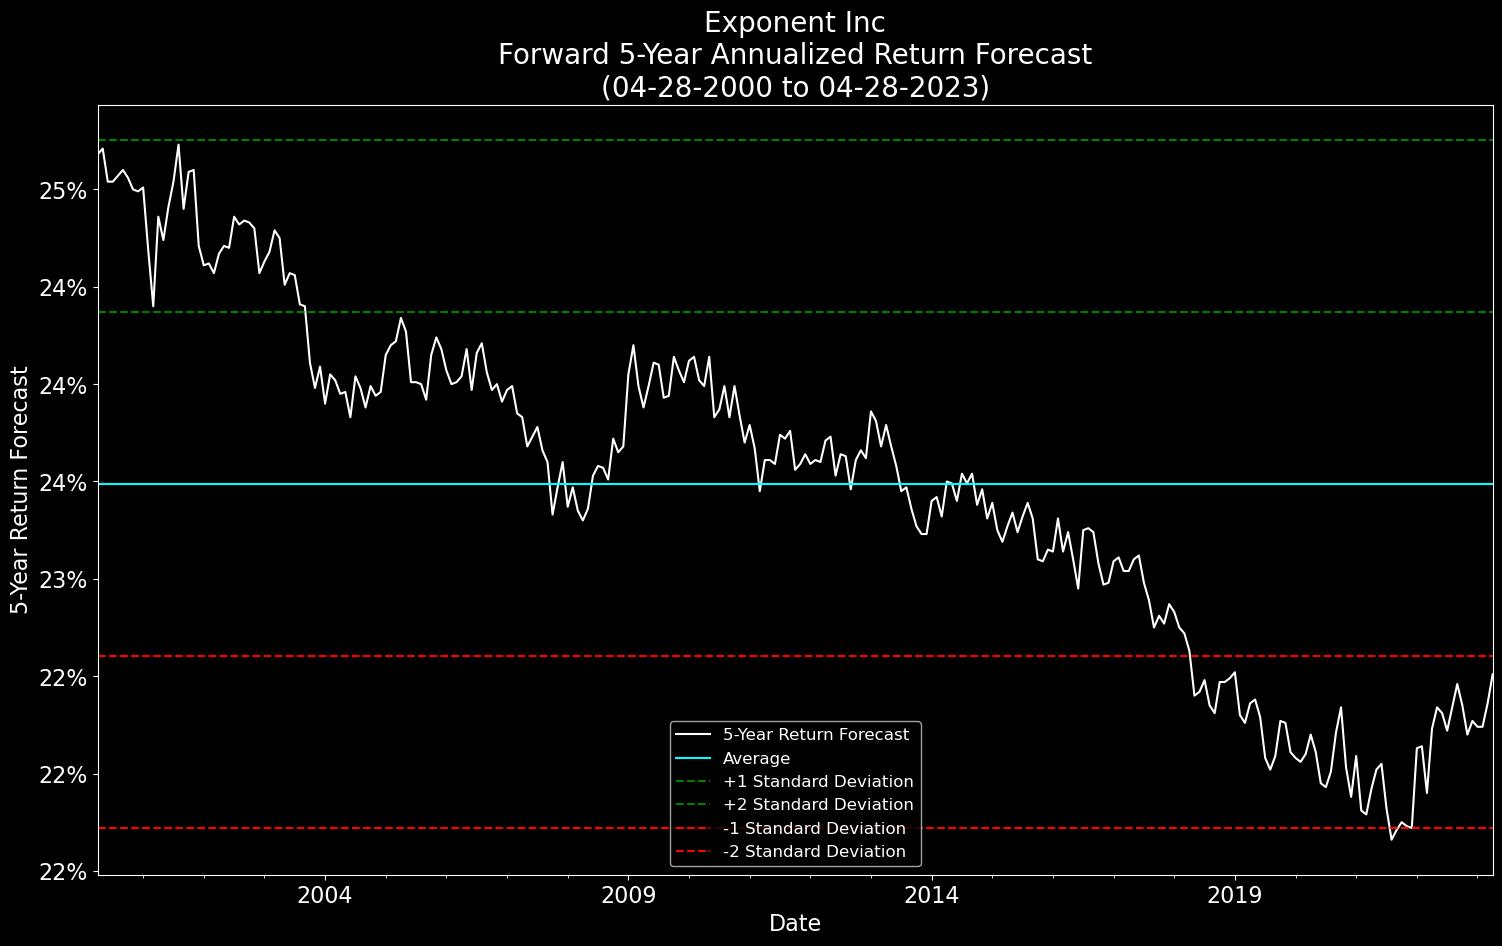 Exponent Inc
Forward 5-Year Annualized Return Forecast
(04-28-2000 to 04-28-2023)
5-Year Return Forecast
25%
24%
24%
24%
23%
22%
22%
22%
5-Year Return Forecast
Average
+1 Standard Deviation
+2 Standard Deviation
-1 Standard Deviation
-2 Standard Deviation
2004
2009
2014
2019
Date